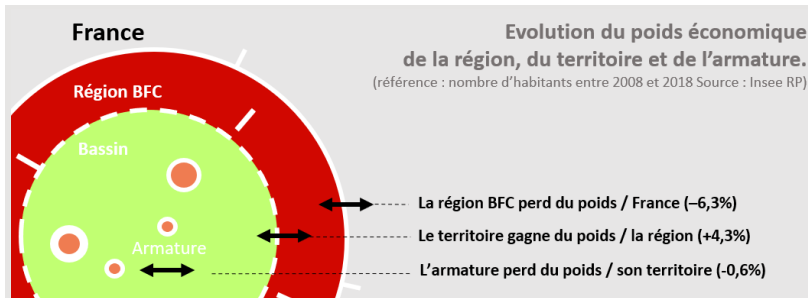 France
Evolution du poids économique
de la région, du territoire et de l’armature.
(référence : nombre d’habitants entre 2008 et 2018 Source : Insee RP)
Région BFC
Bassin
Armature
La région BFC perd du poids / France (–6,3%)
Le territoire gagne du poids / la région (+4,3%)
L’armature perd du poids / son territoire (-0,6%)